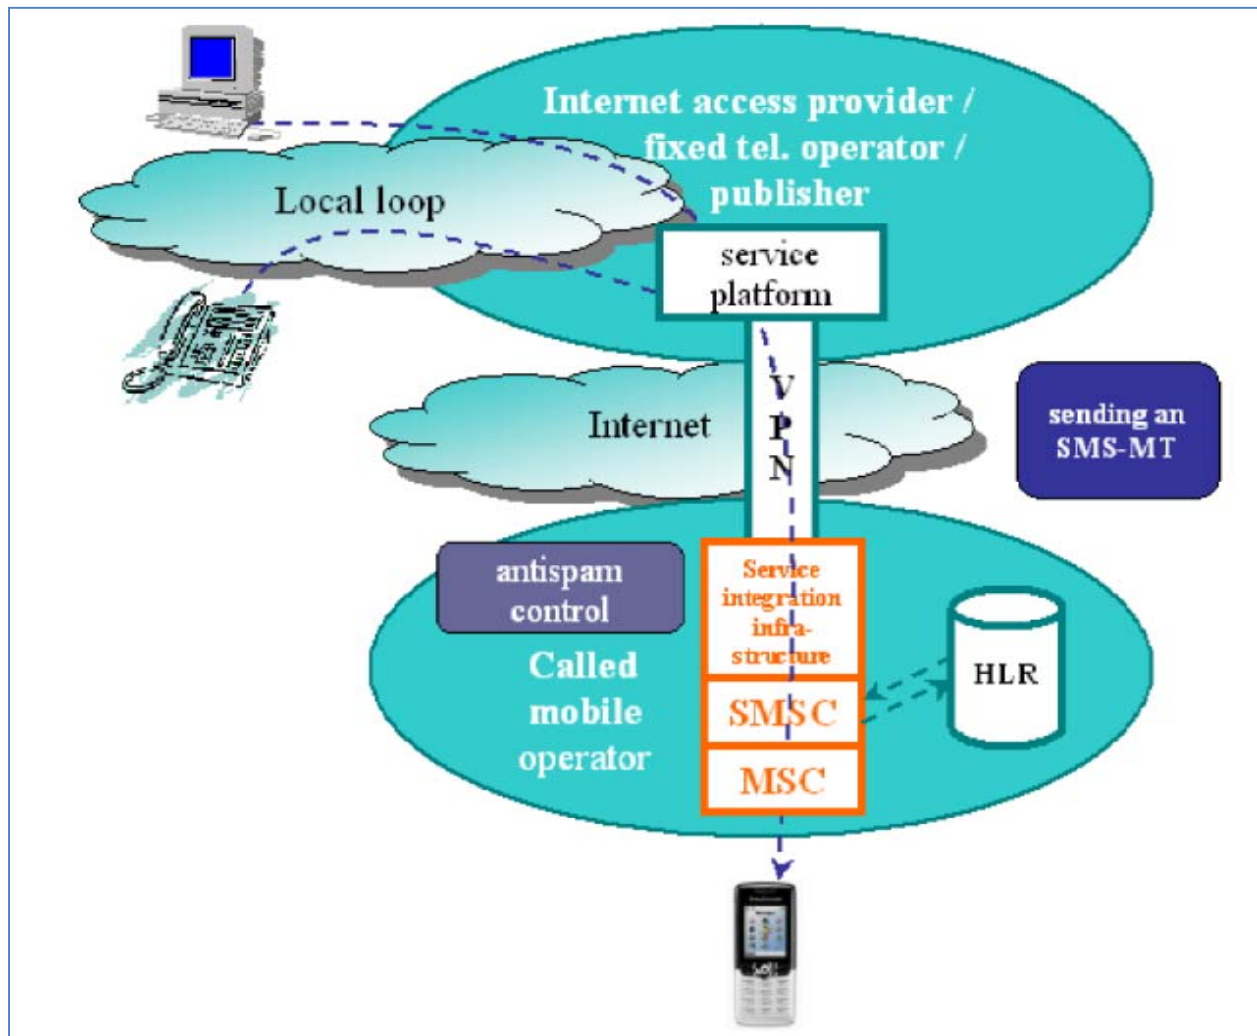 Internet access provider /
fixed tel. operator /
publisher
Local loop
service
platform
V
P
N
Internet
sending an
SMS-MT
antispam
control
Service
integration
infra-
structure
Called
mobile
operator
HLR
SMSC
MSC